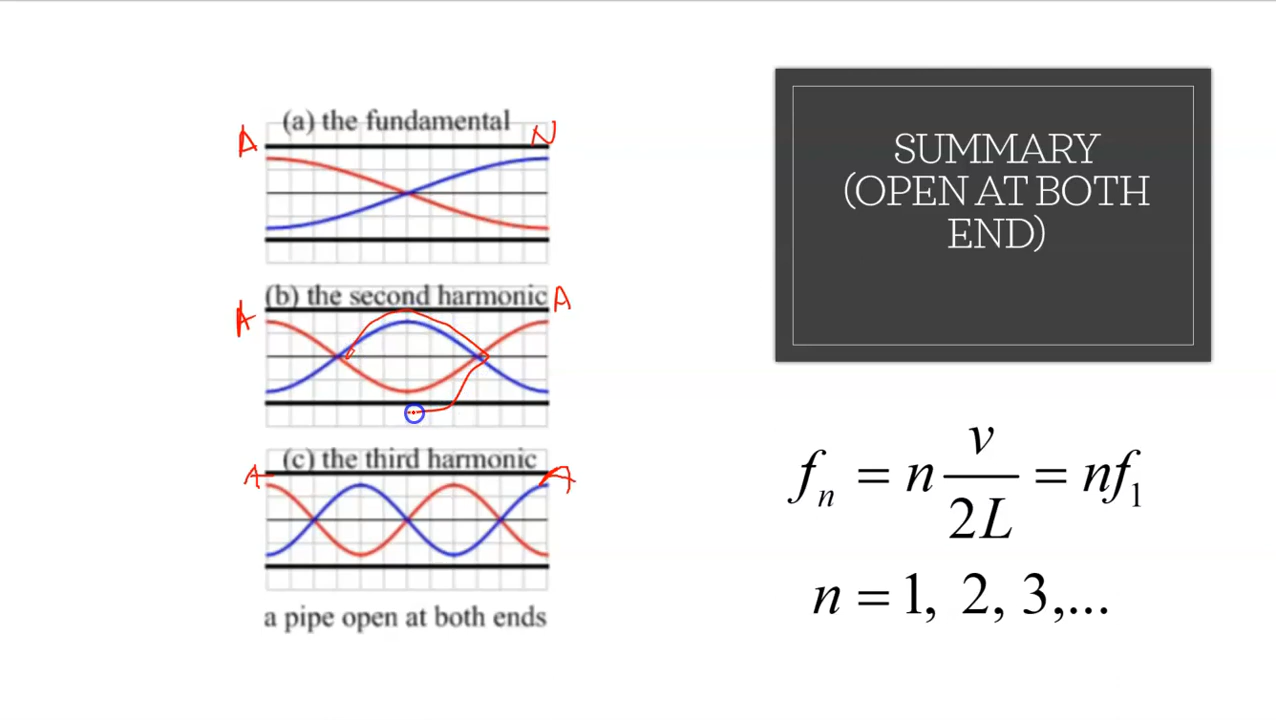 (a) the fundamental
A N
(b) the second harmonic A
A
(c) the third harmonic
A A
a pipe open at both ends
SUMMARY
(OPEN AT BOTH
END)
fₙ = n v/2L = nf₁
n = 1, 2, 3,...